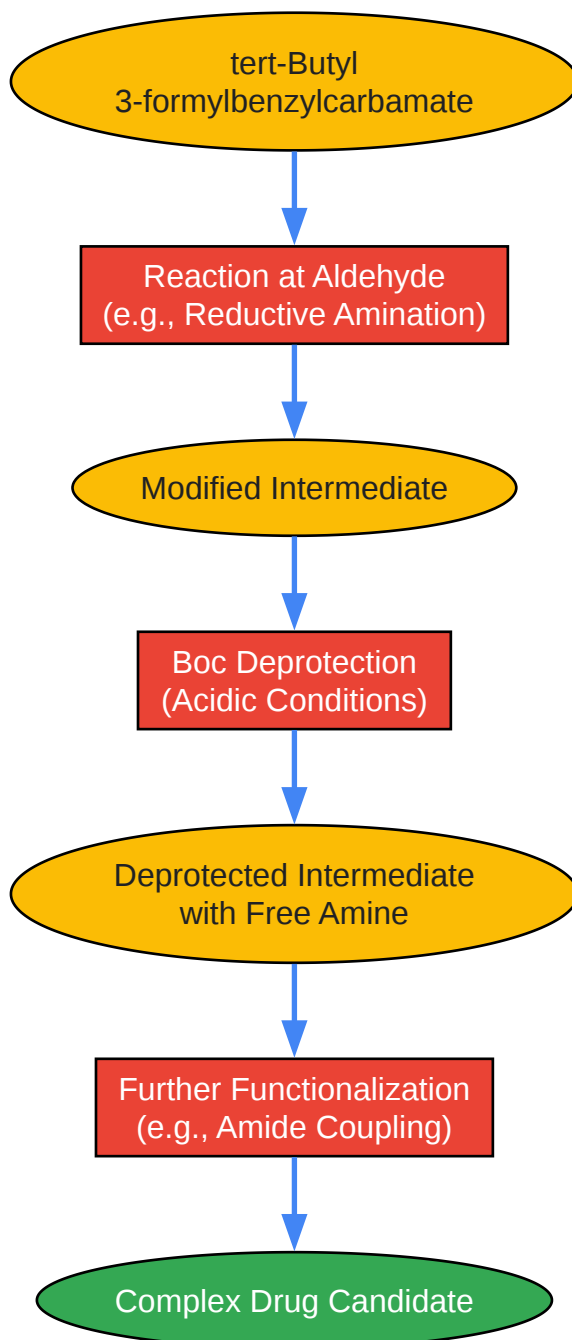 tert-Butyl
3-formylbenzylcarbamate
Reaction at Aldehyde
(e.g., Reductive Amination)
Modified Intermediate
Boc Deprotection
(Acidic Conditions)
Deprotected Intermediate
with Free Amine
Further Functionalization
(e.g., Amide Coupling)
Complex Drug Candidate